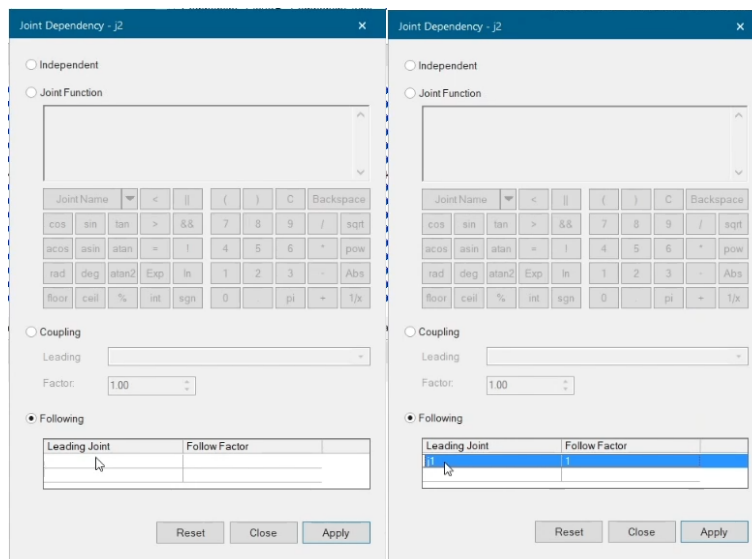 Joint Dependency - j2
Independent
Joint Function
Joint Name < || ( ) C Backspace
cos sin tan > && 7 8 9 / sqrt
acos asin atan = ! 4 5 6 * pow
rad deg atan2 Exp ln 1 2 3 - Abs
floor ceil % int sgn 0 . pi + 1/x
Coupling
Leading
Factor: 1.00
Following
Leading Joint Follow Factor
Reset Close Apply
Joint Dependency - j2
Independent
Joint Function
Joint Name < || ( ) C Backspace
cos sin tan > && 7 8 9 / sqrt
acos asin atan = ! 4 5 6 * pow
rad deg atan2 Exp ln 1 2 3 - Abs
floor ceil % int sgn 0 . pi + 1/x
Coupling
Leading
Factor: 1.00
Following
Leading Joint Follow Factor
j1 1
Reset Close Apply